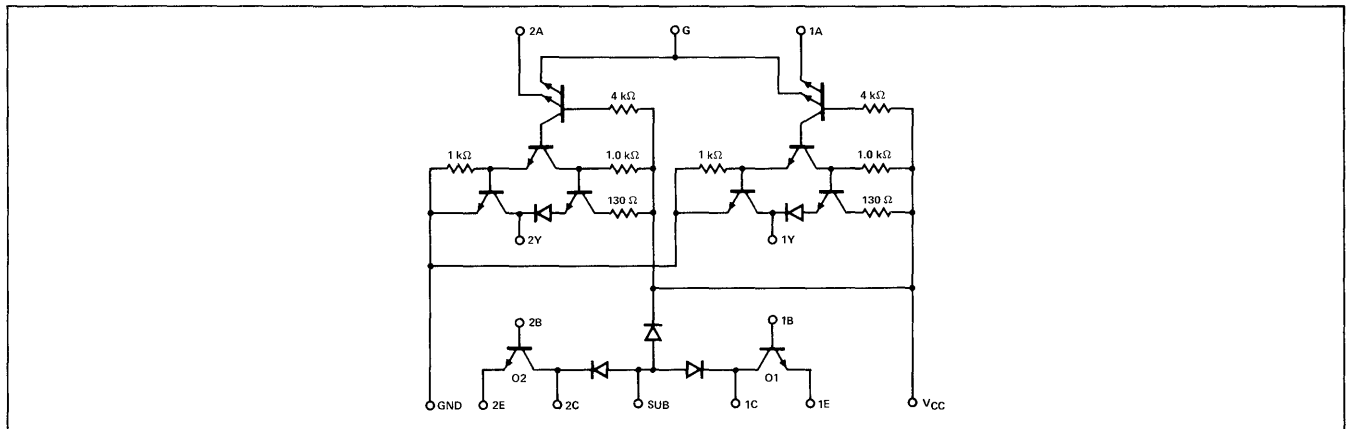 2A G 1A
4 kΩ 4 kΩ
1 kΩ 1.0 kΩ 1 kΩ 1.0 kΩ
130 Ω 130 Ω
2Y 1Y
2B 1B
O2 O1
GND 2E 2C SUB 1C 1E VCC